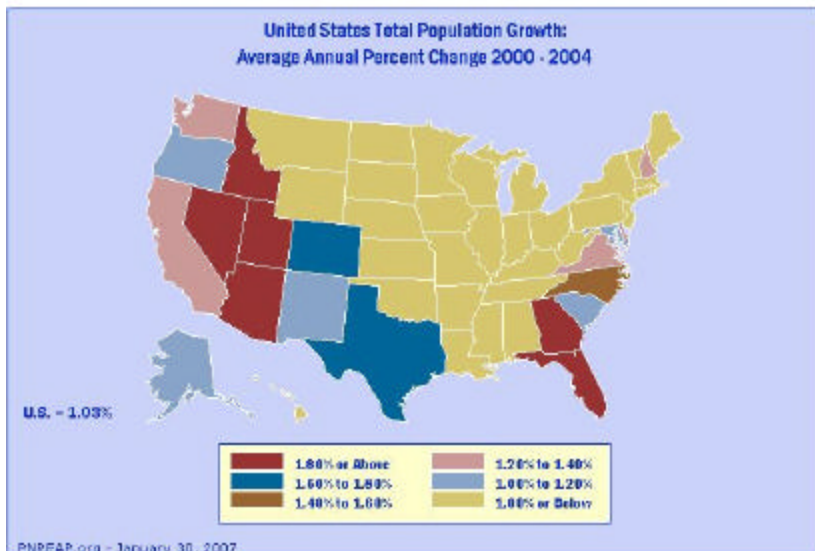 United States Total Population Growth:
Average Annual Percent Change 2000 - 2004
U.S. = 1.03%
1.80% or Above
1.60% to 1.80%
1.40% to 1.60%
1.20% to 1.40%
1.00% to 1.20%
1.00% or Below
PNREAP.org - January 30, 2007